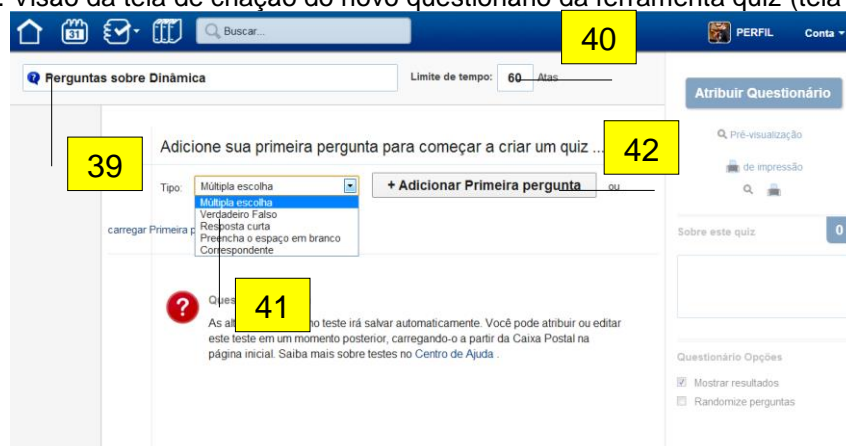 . Visão da tela de criação do novo questionário da ferramenta quiz (tela
31
Buscar...
40
PERFIL
Conta
Perguntas sobre Dinâmica
Limite de tempo:
60
Atas
Atribuir Questionário
39
Adicione sua primeira pergunta para começar a criar um quiz ...
42
Pré-visualização
de impressão
Tipo:
Múltipla escolha
+ Adicionar Primeira pergunta
ou
Múltipla escolha
Verdadeiro Falso
Resposta curta
Preencha o espaço em branco
Correspondente
carregar Primeira
Sobre este quiz
0
41
As
teste irá salvar automaticamente. Você pode atribuir ou editar
este teste em um momento posterior, carregando-o a partir da Caixa Postal na
página inicial. Saiba mais sobre testes no Centro de Ajuda .
Questionário Opções
Mostrar resultados
Randomize perguntas